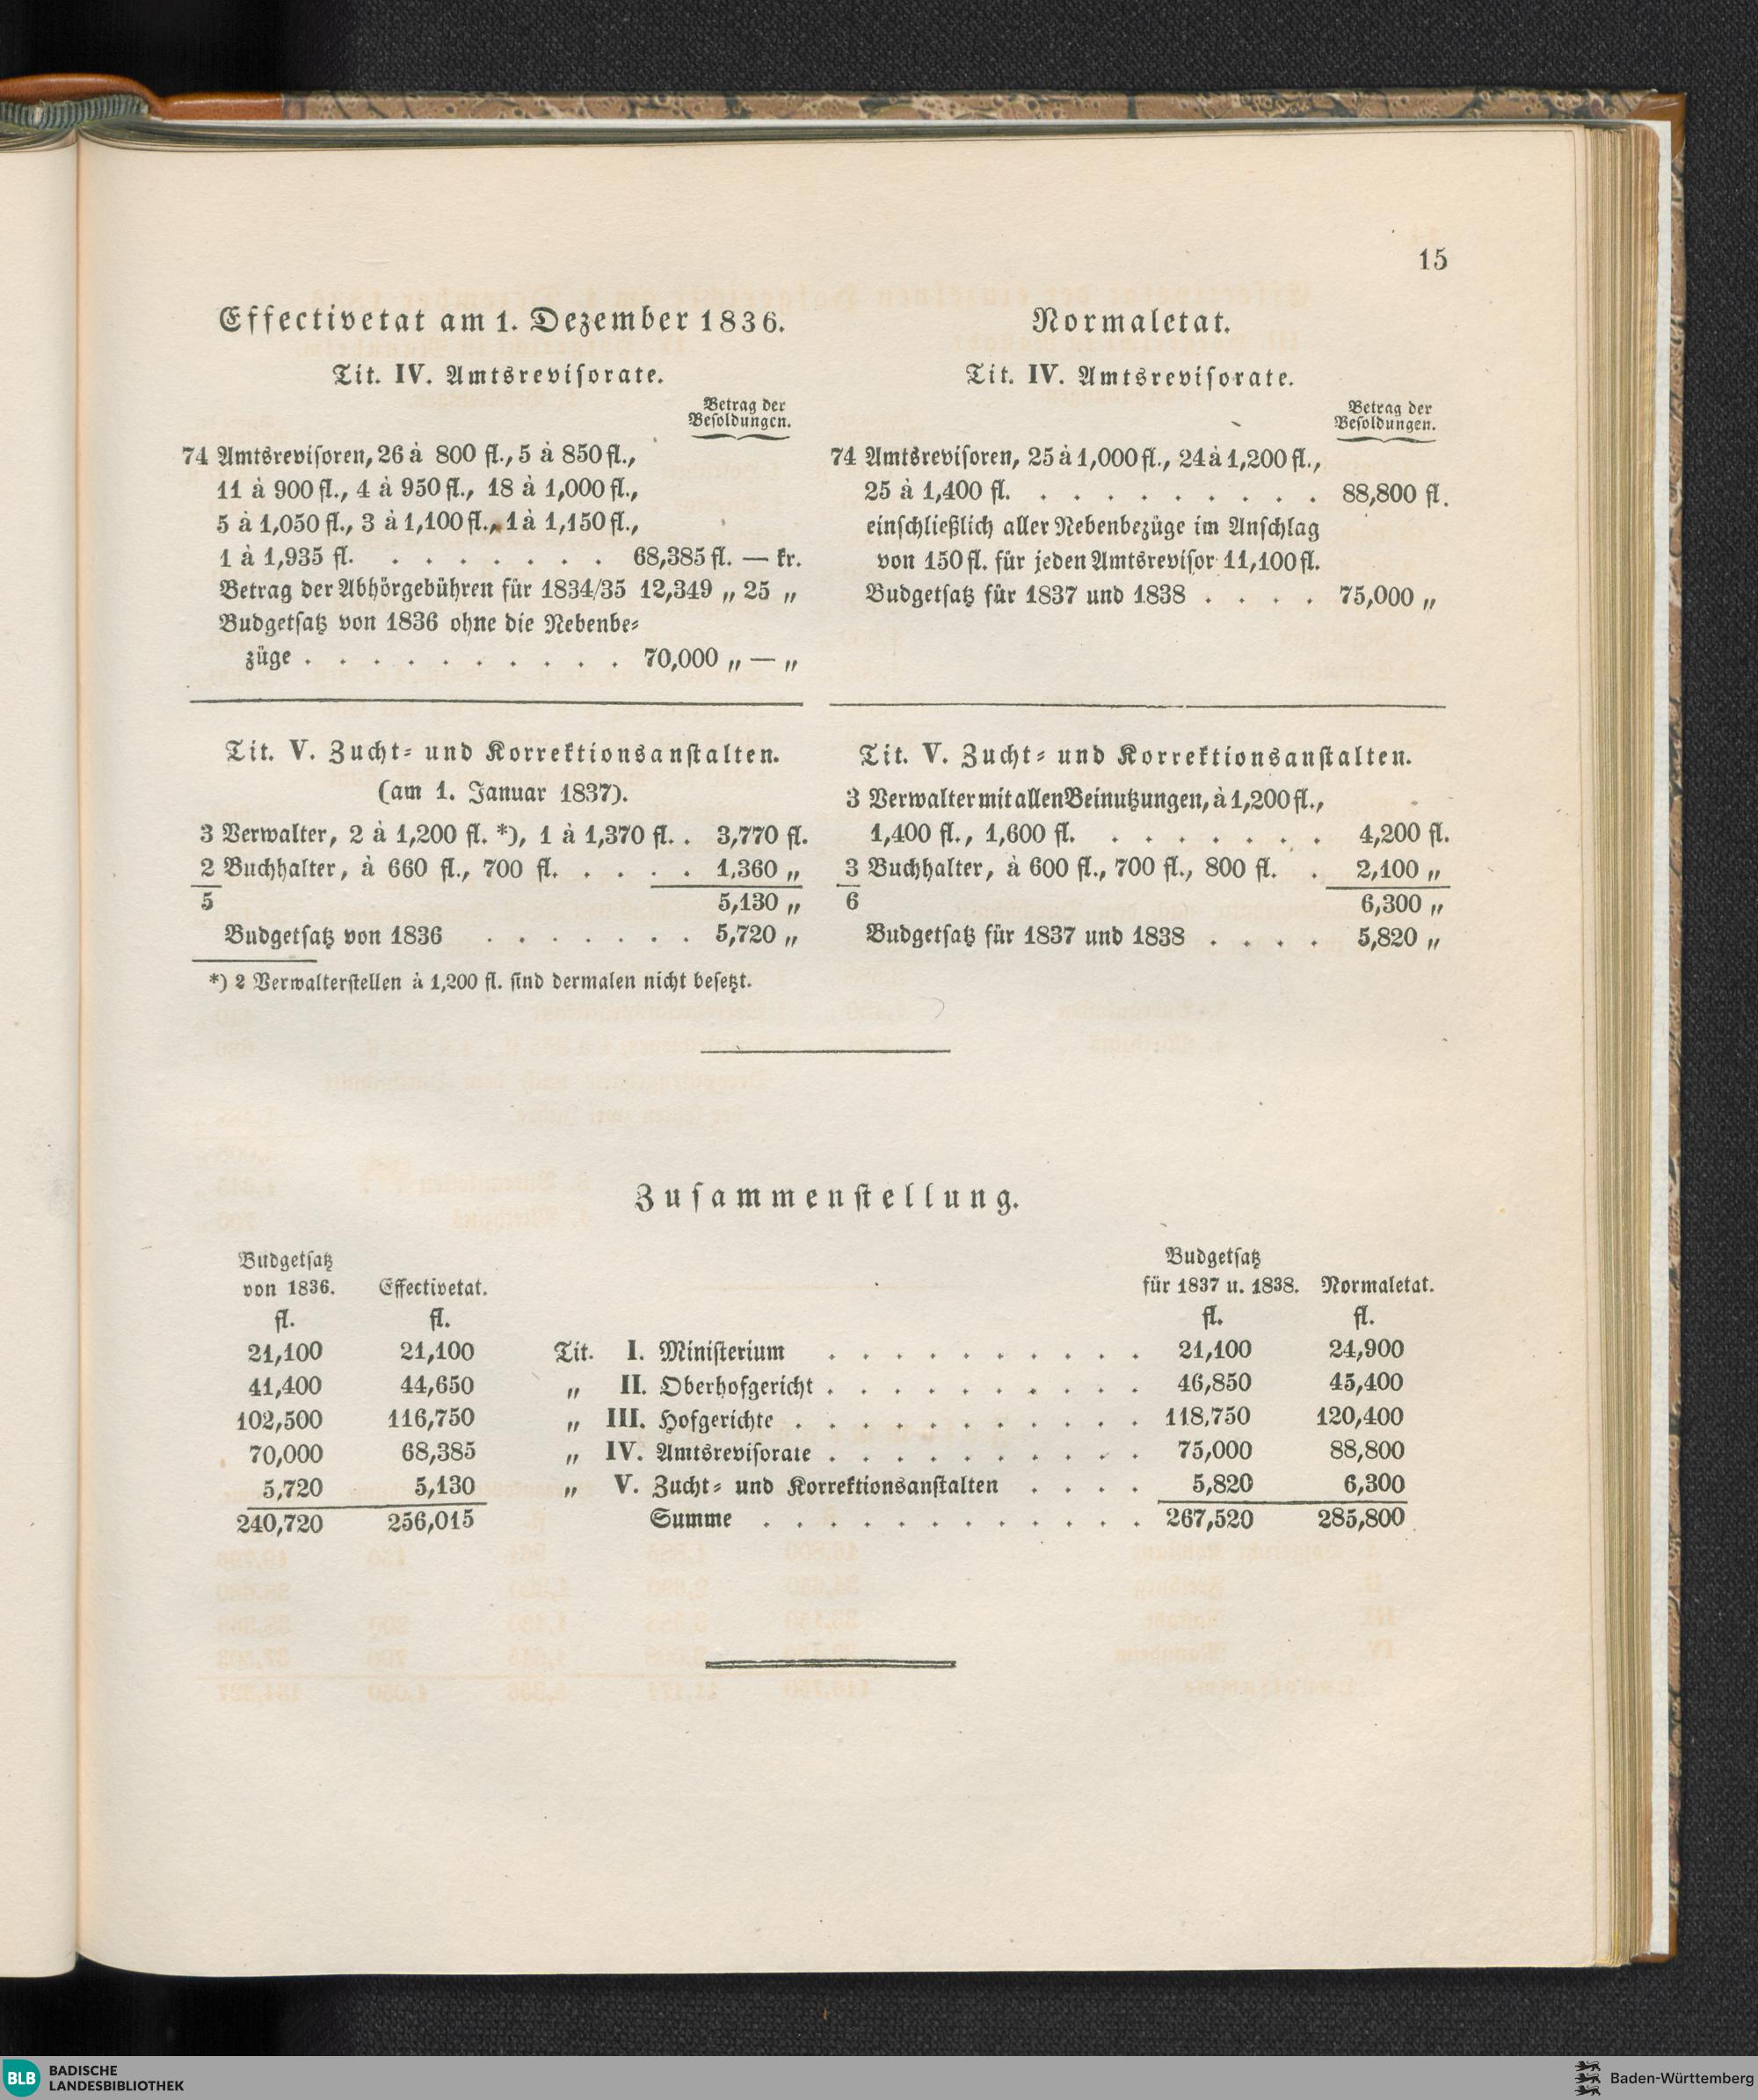 15
Effectivetat am 1. Dezember 1836.
Tit. IV. Amtsreviſorate.
Betrag der
Beſoldungen.
74 Amtsreviſoren, 26 à 800 fl., 5 à 850 fl.,
11 à 900 fl., 4 à 950 fl., 18 à 1,000 fl.,
5 à 1,050 fl., 3 à 1,100 fl., 1 à 1,150 fl.,
1 à 1,935 fl. . . . . . . . 68,385 fl. — kr.
Betrag der Abhörgebühren für 1834/35 12,349 „ 25 „
Budgetſatz von 1836 ohne die Nebenbe⸗
züge . . . . . . . . . . 70,000 „ — „
Normaletat.
Tit. IV. Amtsreviſorate.
Betrag der
Beſoldungen.
74 Amtsreviſoren, 25 à 1,000 fl., 24 à 1,200 fl.,
25 à 1,400 fl. . . . . . . . . . 88,800 fl.
einſchließlich aller Nebenbezüge im Anſchlag
von 150 fl. für jeden Amtsreviſor 11,100 fl.
Budgetſatz für 1837 und 1838 . . . . 75,000 „
Tit. V. Zucht⸗ und Korrektionsanſtalten.
(am 1. Januar 1837).
3 Verwalter, 2 à 1,200 fl. *), 1 à 1,370 fl. . 3,770 fl.
2 Buchhalter, à 660 fl., 700 fl. . . . . 1,360 „
5 5,130 „
Budgetſatz von 1836 . . . . . . . 5,720 „
*) 2 Verwalterſtellen à 1,200 fl. ſind dermalen nicht beſetzt.
Tit. V. Zucht⸗ und Korrektionsanſtalten.
3 Verwalter mit allen Beinutzungen, à 1,200 fl.,
1,400 fl., 1,600 fl. . . . . . . . 4,200 fl.
3 Buchhalter, à 600 fl., 700 fl., 800 fl. . 2,100 „
6 6,300 „
Budgetſatz für 1837 und 1838 . . . . 5,820 „
Zuſammenſtellung.
Budgetſatz Budgetſatz
von 1836. Effectivetat. für 1837 u. 1838. Normaletat.
fl. fl. fl. fl.
21,100 21,100 Tit. I. Miniſterium . . . . . . . . . . 21,100 24,900
41,400 44,650 „ II. Oberhofgericht . . . . . . . . . . 46,850 45,400
102,500 116,750 „ III. Hofgerichte . . . . . . . . . . . 118,750 120,400
70,000 68,385 „ IV. Amtsreviſorate . . . . . . . . . . 75,000 88,800
5,720 5,130 „ V. Zucht⸗ und Korrektionsanſtalten . . . . 5,820 6,300
240,720 256,015 Summe . . . . . . . . . . . . 267,520 285,800
BLB BADISCHE
LANDESBIBLIOTHEK
Baden-Württemberg